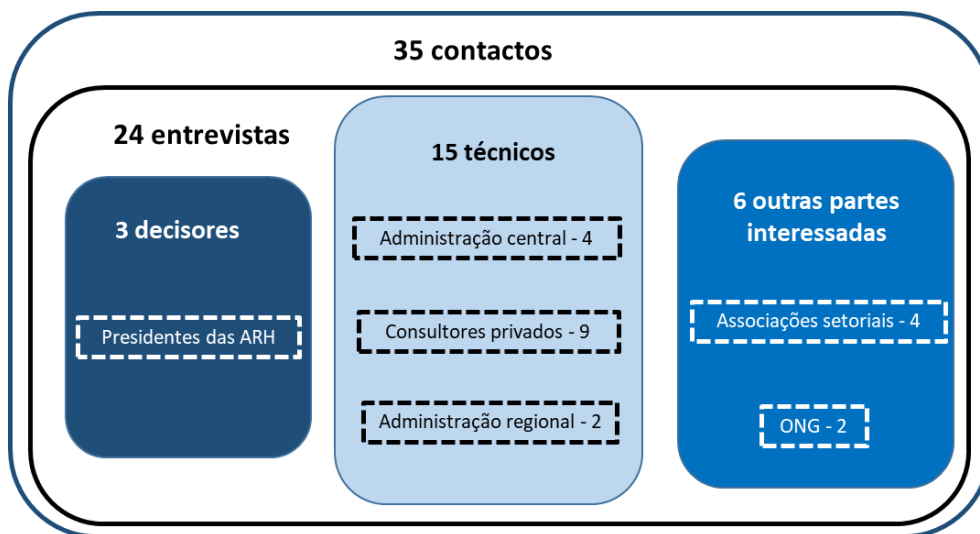 35 contactos
24 entrevistas
3 decisores
Presidentes das ARH
15 técnicos
Administração central - 4
Consultores privados - 9
Administração regional - 2
6 outras partes
interessadas
Associações setoriais - 4
ONG - 2